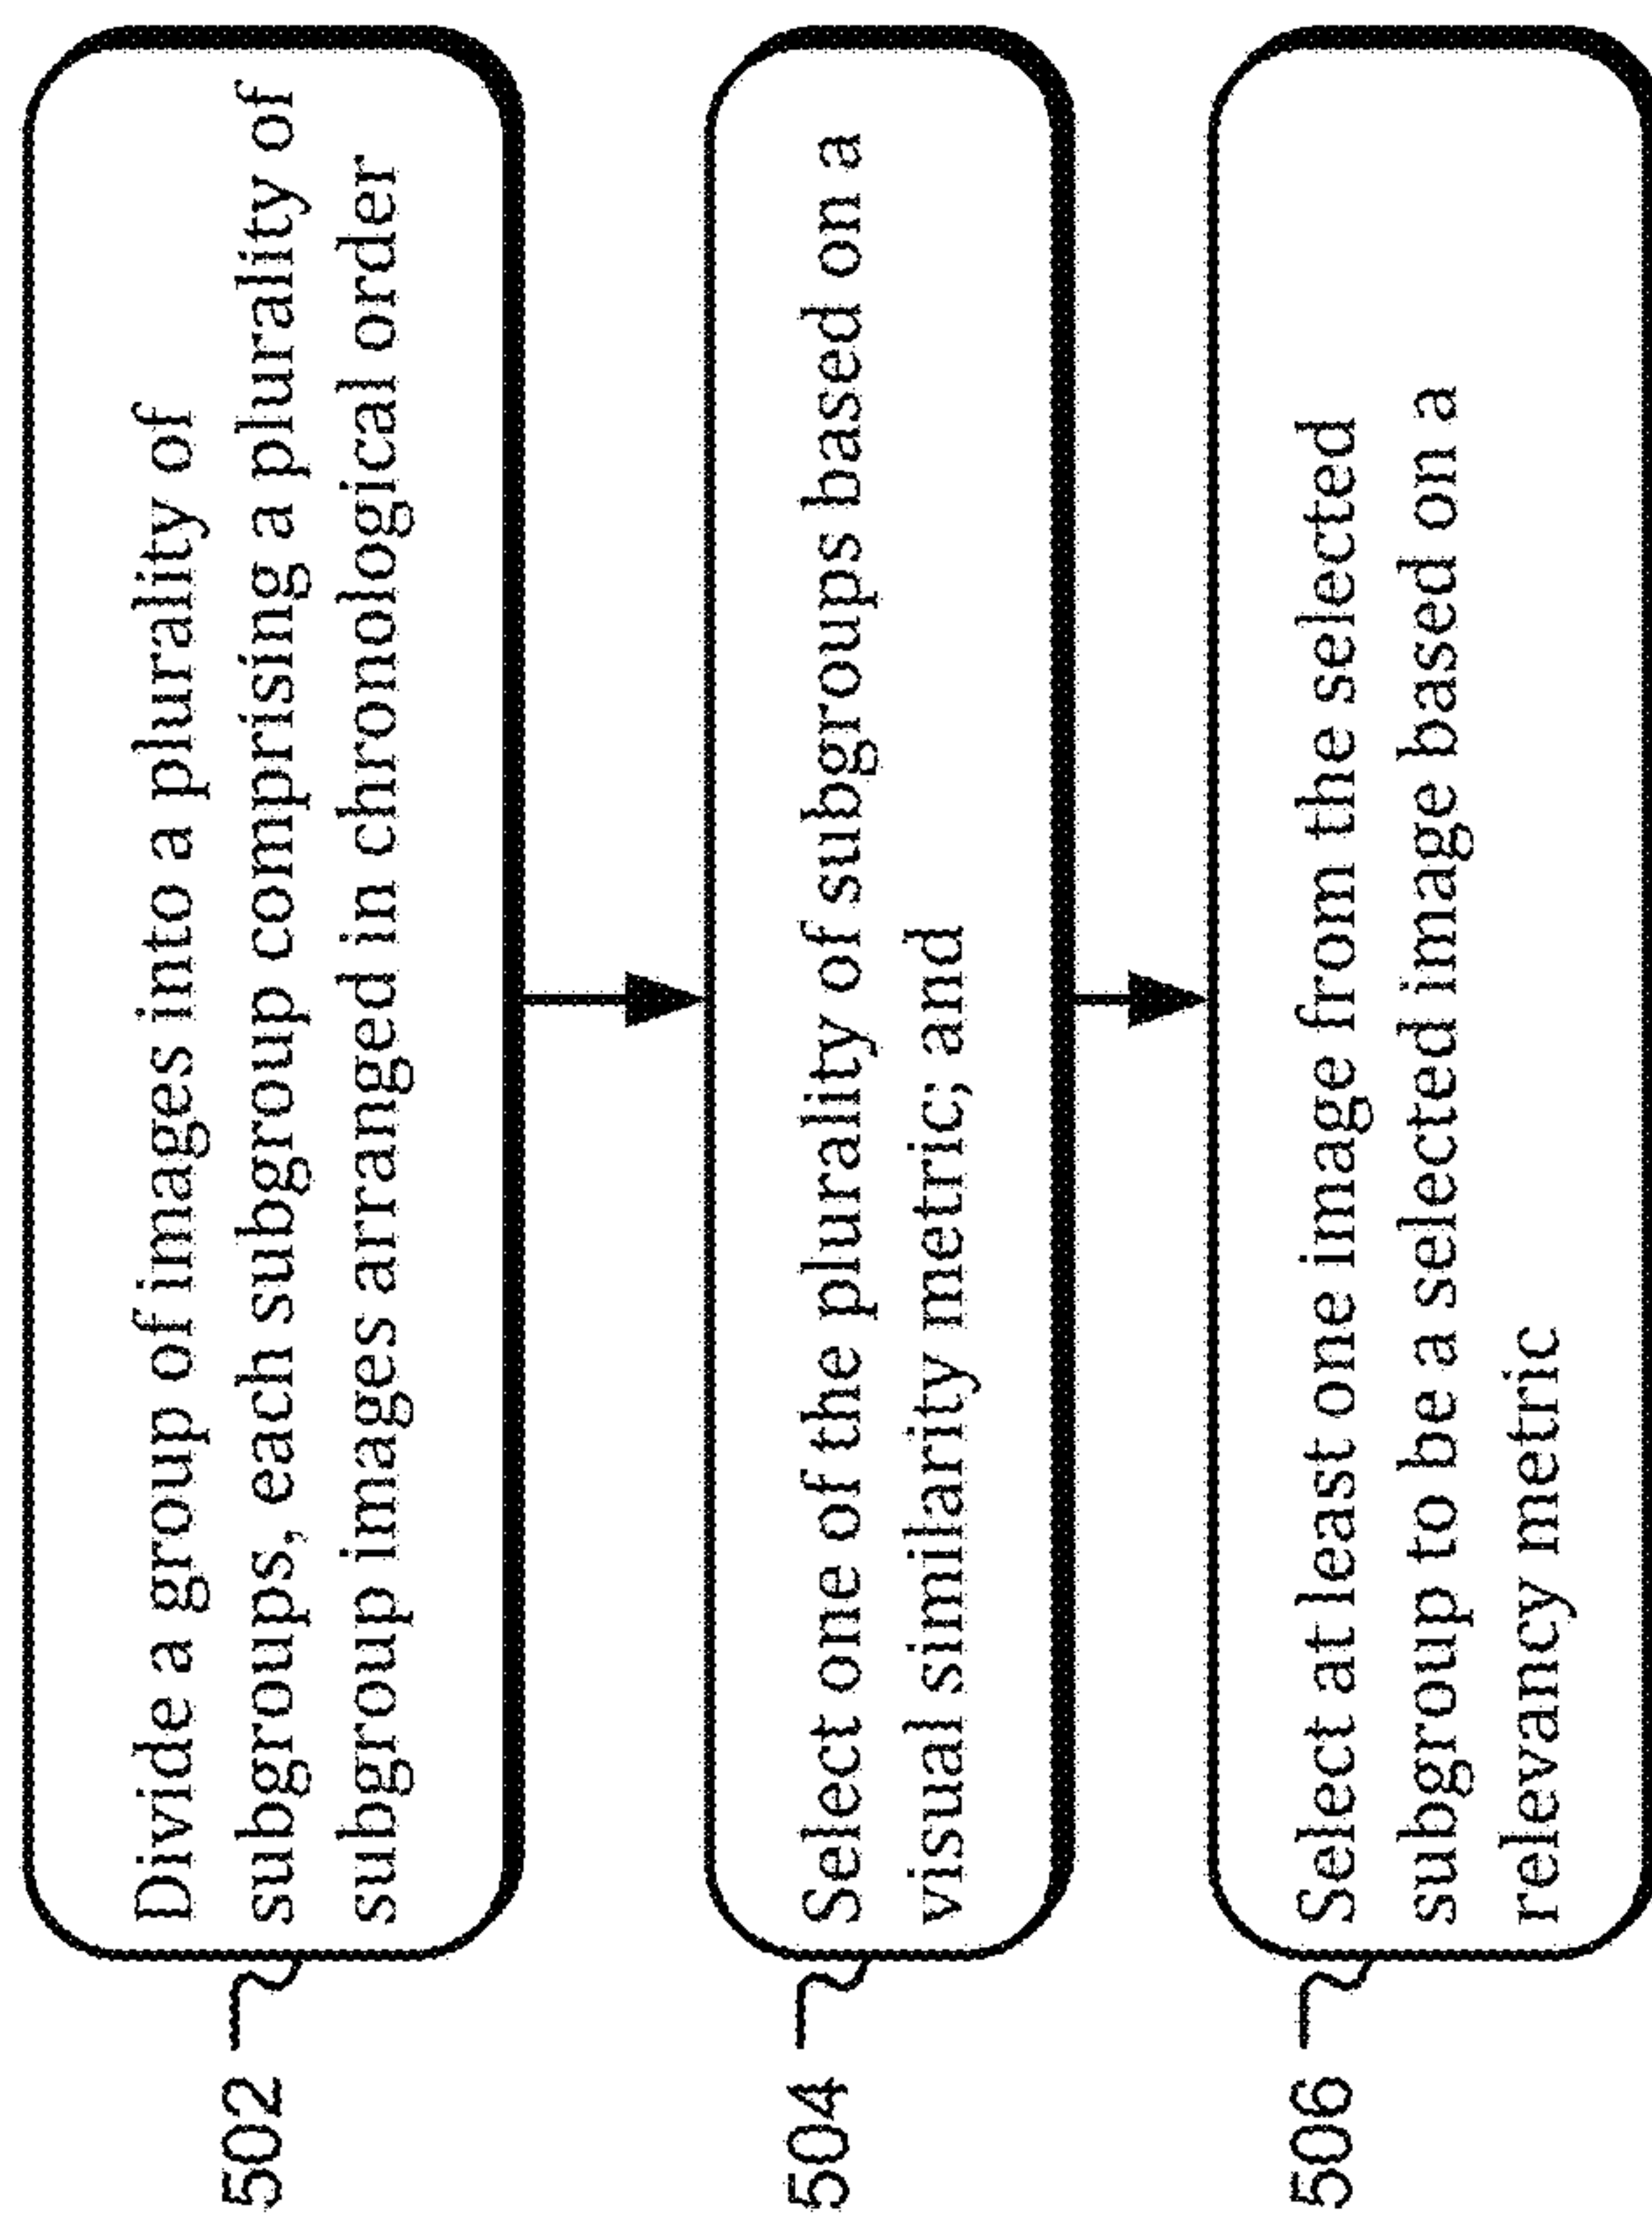 502
Divide a group of images into a plurality of
subgroups, each subgroup comprising a plurality of
subgroup images arranged in chronological order
504
Select one of the plurality of subgroups based on a
visual similarity metric; and
506
Select at least one image from the selected
subgroup to be a selected image based on a
relevancy metric